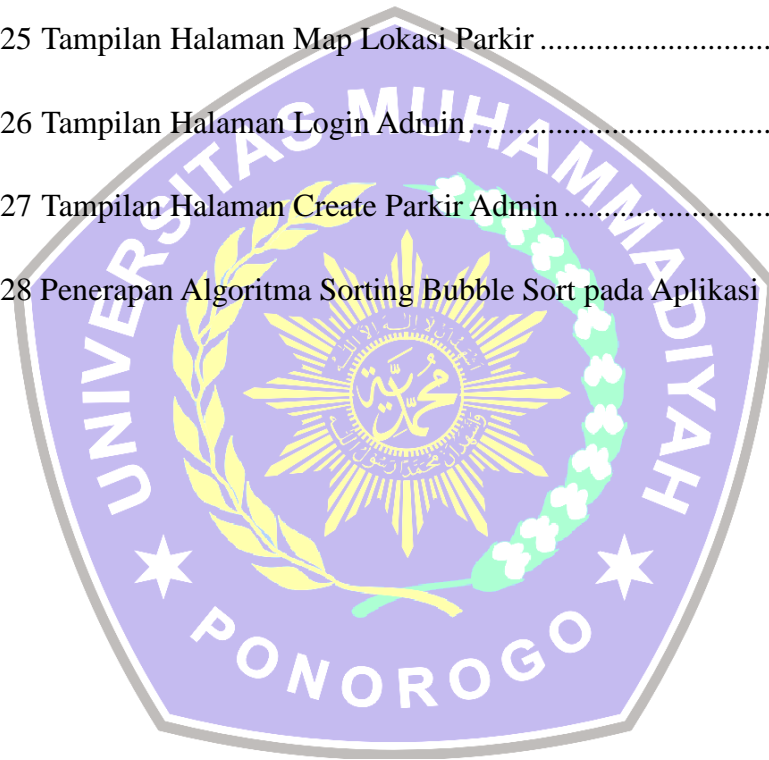 25 Tampilan Halaman Map Lokasi Parkir ............................
26 Tampilan Halaman Login Admin.....................................
27 Tampilan Halaman Create Parkir Admin .........................
28 Penerapan Algoritma Sorting Bubble Sort pada Aplikasi
UNIVERSITAS MUHAMMADIYAH
محمدية
PONOROGO